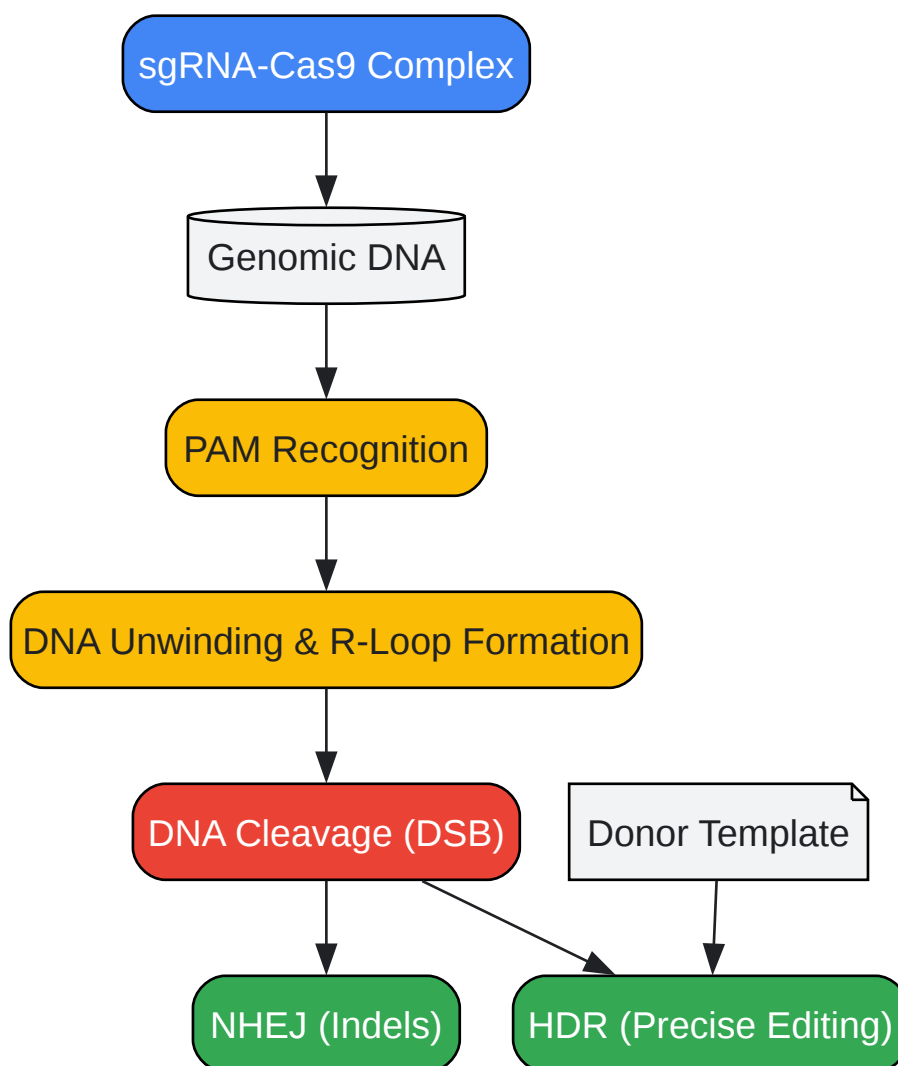 sgRNA-Cas9 Complex
Genomic DNA
PAM Recognition
DNA Unwinding & R-Loop Formation
DNA Cleavage (DSB)
Donor Template
NHEJ (Indels)
HDR (Precise Editing)